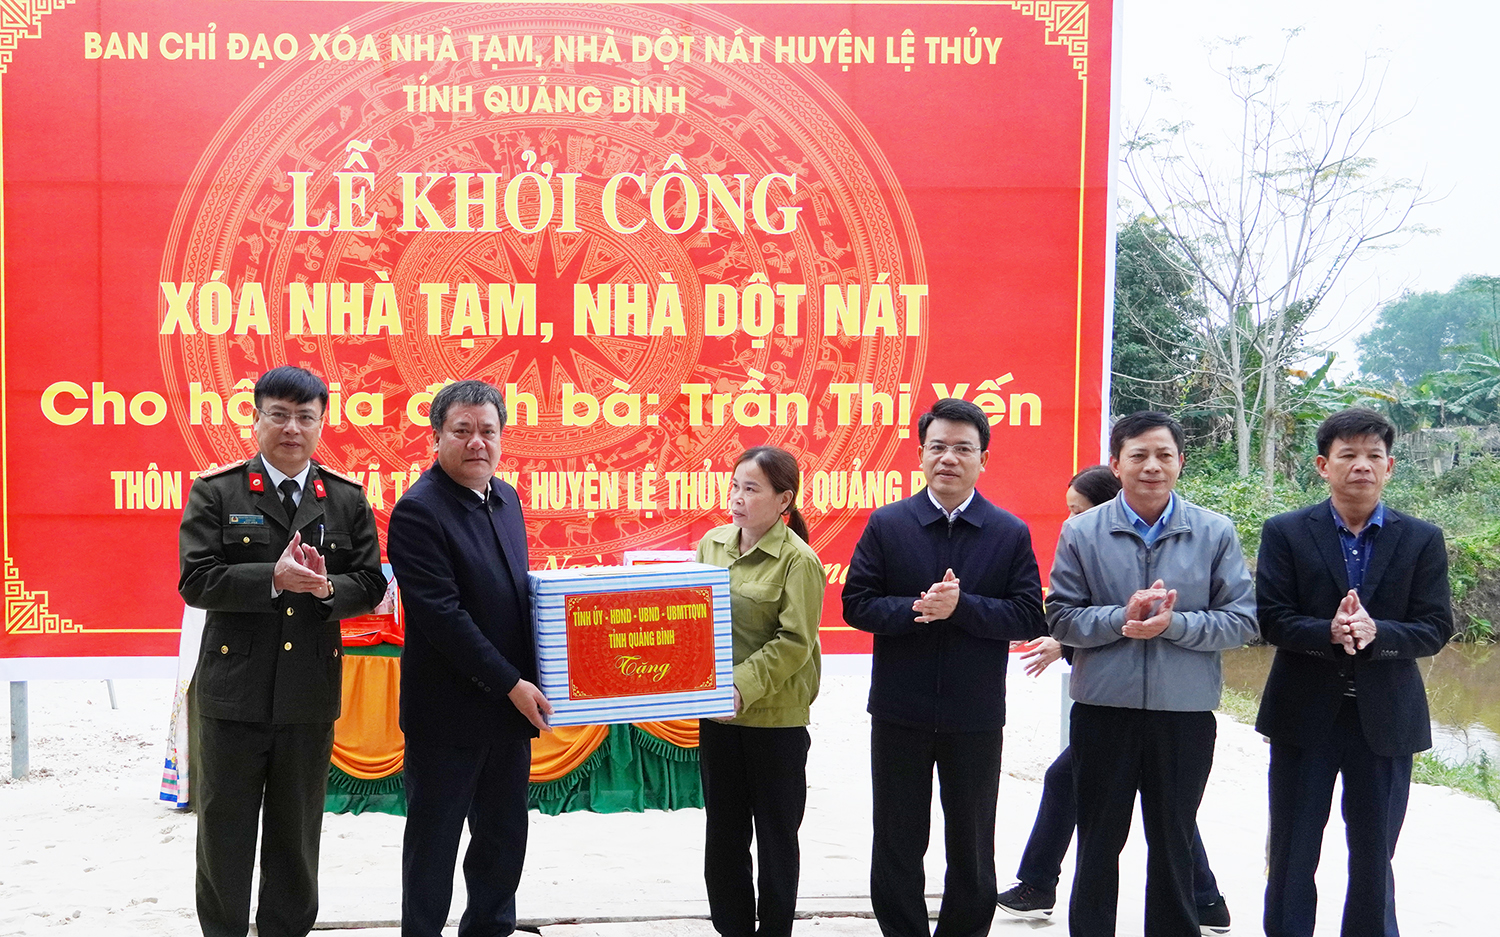 BAN CHỈ ĐẠO XÓA NHÀ TẠM, NHÀ DỘT NÁT HUYỆN LỆ THỦY
TỈNH QUẢNG BÌNH
LỄ KHỞI CÔNG
XÓA NHÀ TẠM, NHÀ DỘT NÁT
Cho hộ bà: Trần Thị Yến
THÔN XÃ HUYỆN LỆ THỦY, QUẢNG
TỈNH ỦY - HĐND - UBND - UBMTTQVN
TỈNH QUẢNG BÌNH
Tặng